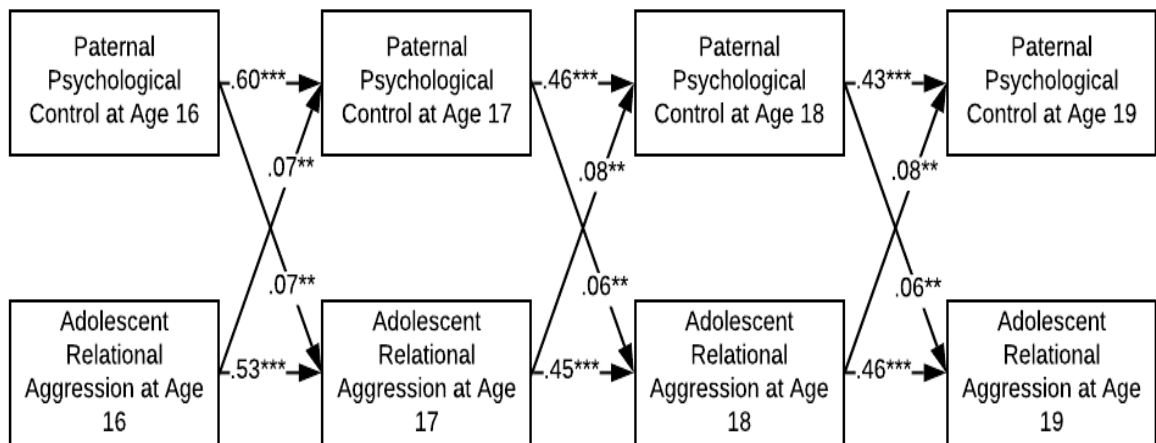 Paternal
Psychological
Control at Age 16
.60***
Paternal
Psychological
Control at Age 17
.46***
Paternal
Psychological
Control at Age 18
.43***
Paternal
Psychological
Control at Age 19
.07**
.08**
.08**
.07**
.06**
.06**
Adolescent
Relational
Aggression at Age
16
.53***
Adolescent
Relational
Aggression at Age
17
.45***
Adolescent
Relational
Aggression at Age
18
.46***
Adolescent
Relational
Aggression at Age
19